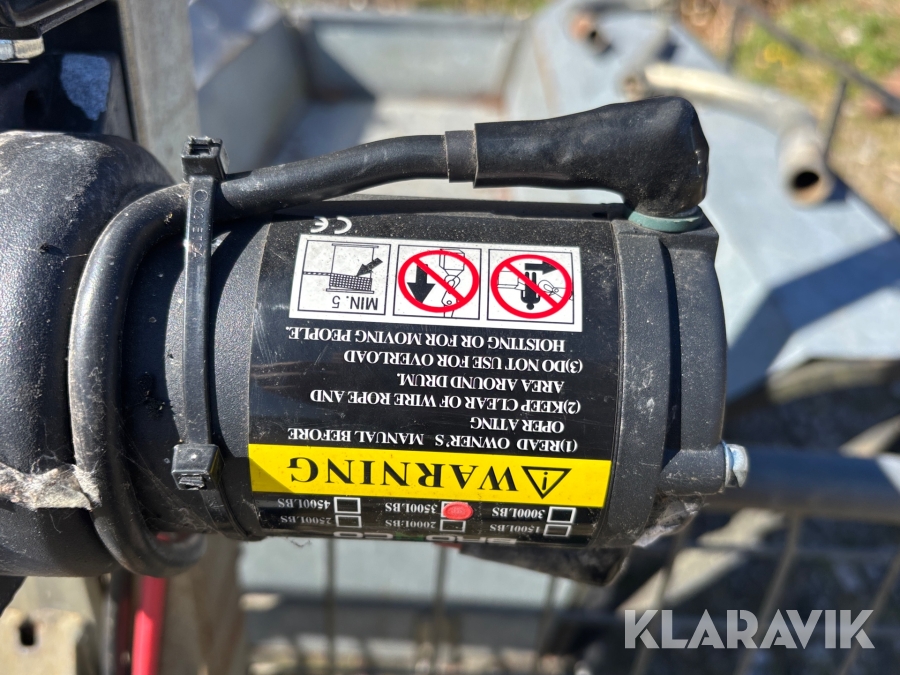 1500LBS 2000LBS 2500LBS
3000LBS 3500LBS 4500LBS
WARNING
(1)READ OWNER'S MANUAL BEFORE
OPERATING
(2)KEEP CLEAR OF WIRE ROPE AND
AREA AROUND DRUM.
(3)DO NOT USE FOR OVERLOAD
HOISTING OR FOR MOVING PEOPLE.
MIN. 5
CE
KLARAVIK